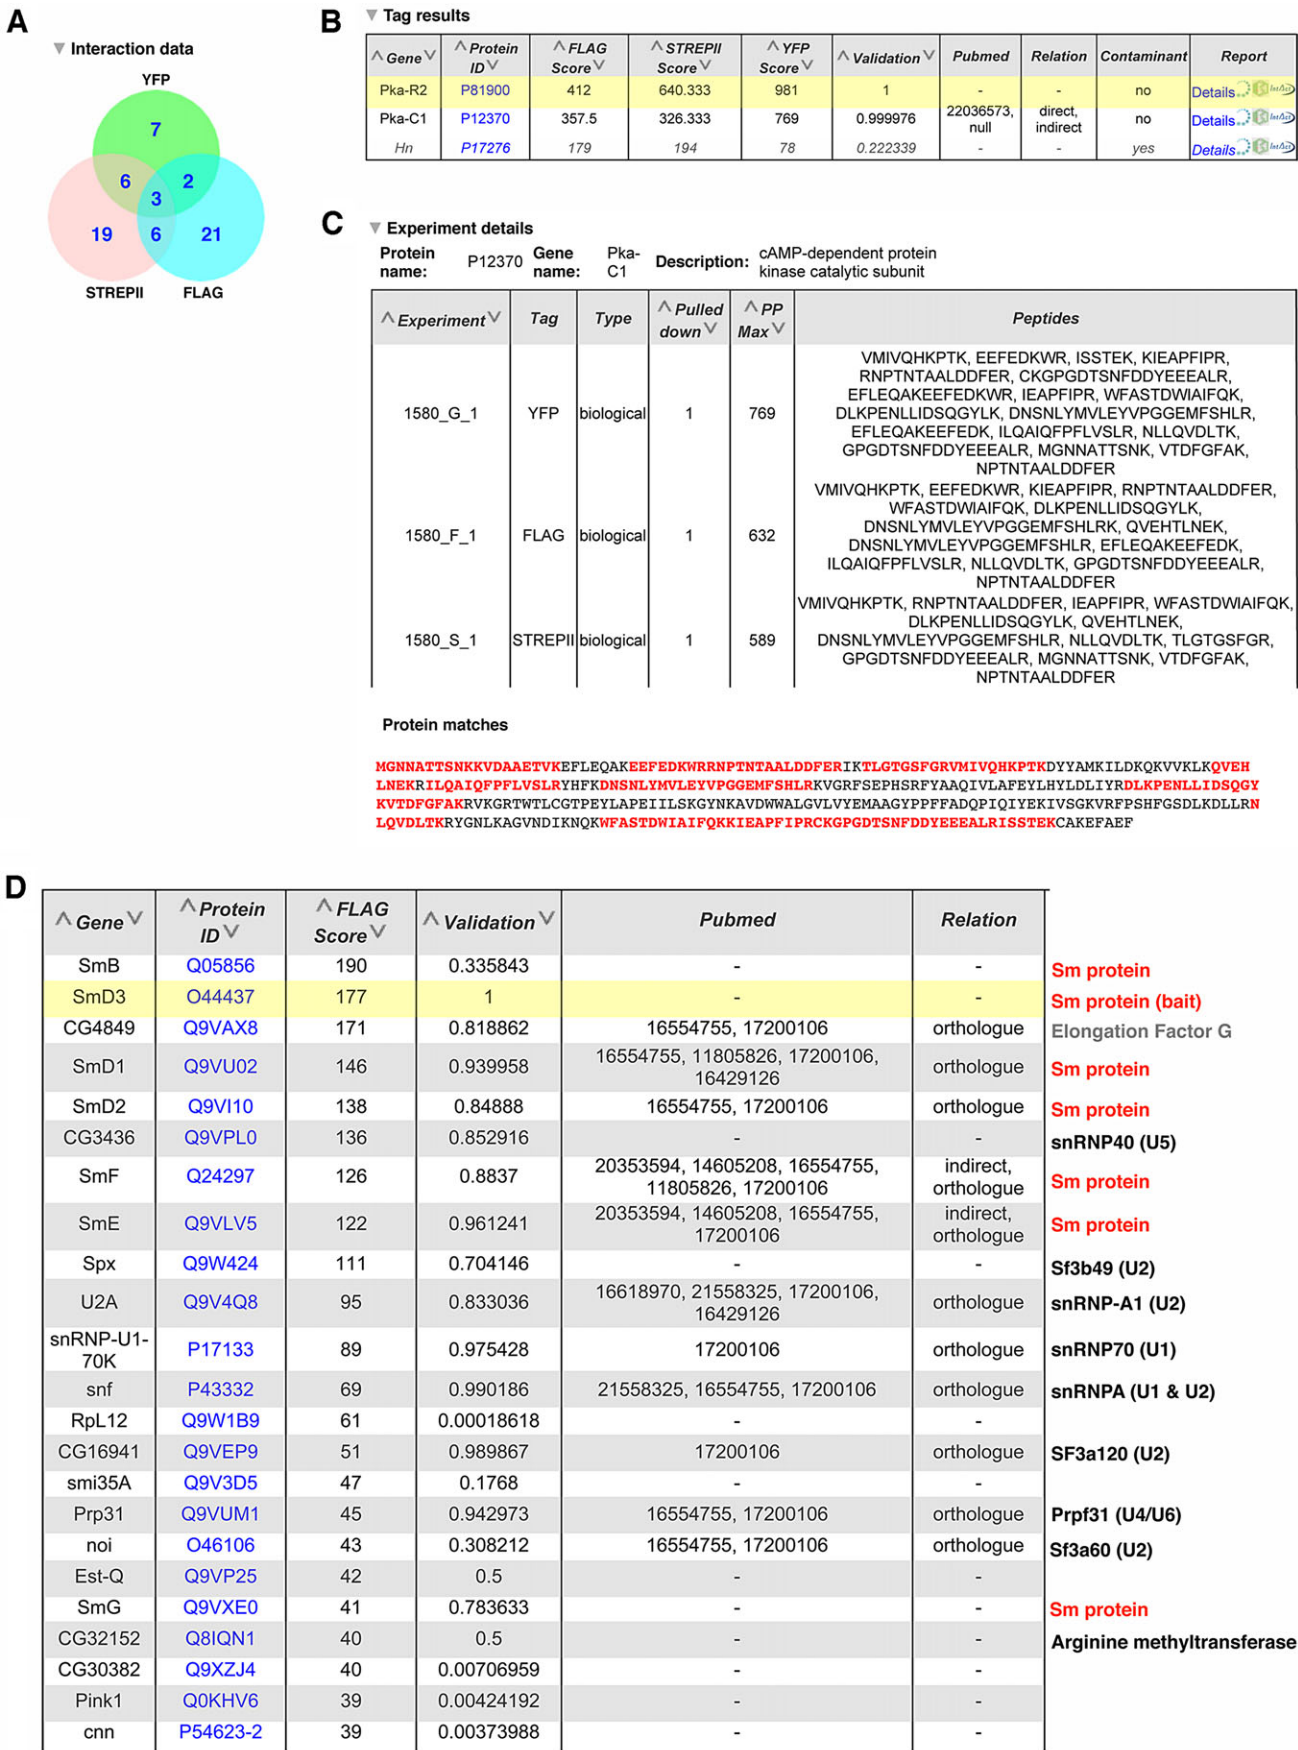 A
▼ Interaction data
YFP
7
6
2
3
19
6
21
STREPII
FLAG
B
▼ Tag results
Gene Protein ID FLAG Score STREPII Score YFP Score Validation Pubmed Relation Contaminant Report
Pka-R2 P81900 412 640.333 981 1 - - no Details IntAct
Pka-C1 P12370 357.5 326.333 769 0.999976 22036573, null direct, indirect no Details IntAct
Hn P17276 179 194 78 0.222339 - - yes Details IntAct
C
▼ Experiment details
Protein name: P12370 Gene name: Pka-C1 Description: cAMP-dependent protein kinase catalytic subunit
Experiment Tag Type Pulled down PP Max Peptides
1580_G_1 YFP biological 1 769
VMIVQHKPTK, EEFEDKWR, ISSTEK, KIEAPFIPR,
RNPTNTAALDDFER, CKGPGDTSNFDDYEEEALR,
EFLEQAKEEFEDKWR, IEAPFIPR, WFASTDWIAIFQK,
DLKPENLLIDSQGYLK, DNSNLYMVLEYVPGGEMFSHLR,
EFLEQAKEEFEDK, ILQAIQFPFLVSLR, NLLQVDLTK,
GPGDTSNFDDYEEEALR, MGNNATTSNK, VTDFGFAK,
NPTNTAALDDFER
1580_F_1 FLAG biological 1 632
VMIVQHKPTK, EEFEDKWR, KIEAPFIPR, RNPTNTAALDDFER,
WFASTDWIAIFQK, DLKPENLLIDSQGYLK,
DNSNLYMVLEYVPGGEMFSHLRK, QVEHTLNEK,
DNSNLYMVLEYVPGGEMFSHLR, EFLEQAKEEFEDK,
ILQAIQFPFLVSLR, NLLQVDLTK, GPGDTSNFDDYEEEALR,
NPTNTAALDDFER
1580_S_1 STREPII biological 1 589
VMIVQHKPTK, RNPTNTAALDDFER, IEAPFIPR, WFASTDWIAIFQK,
DLKPENLLIDSQGYLK, QVEHTLNEK,
DNSNLYMVLEYVPGGEMFSHLR, NLLQVDLTK, TLGTGSFGR,
GPGDTSNFDDYEEEALR, MGNNATTSNK, VTDFGFAK,
NPTNTAALDDFER
Protein matches
MGNNATTSNKKVDAAETVKEFLEQAKEEFEDKWRRNPTNTAALDDFERIKTLGTGSFGRVMIVQHKPTKDYYAMKILDKQKVVKLKQVEH
LNEKRILQAIQFPFLVSLRYHFKDNSNLYMVLEYVPGGEMFSHLRKVGRFSEPHSRFYAAQIVLAFEYLHYLDLIYRDLKPENLLIDSQGY
KVTDFGFAKRVKGRTWTLCGTPEYLAPEIILSKGYNKAVDWWALGVLVYEMAAGYPPFFADQPIQIYEKIVSGKVRFPSHFGSDLKDLLRN
LQVDLTKRYGNLKAGVNDIKNQKWFASTDWIAIFQKKIEAPFIPRCKGPGDTSNFDDYEEEALRISSTEKCAKEFAEF
D
Gene Protein ID FLAG Score Validation Pubmed Relation
SmB Q05856 190 0.335843 - - Sm protein
SmD3 O44437 177 1 - - Sm protein (bait)
CG4849 Q9VAX8 171 0.818862 16554755, 17200106 orthologue Elongation Factor G
SmD1 Q9VU02 146 0.939958 16554755, 11805826, 17200106, 16429126 orthologue Sm protein
SmD2 Q9VI10 138 0.84888 16554755, 17200106 orthologue Sm protein
CG3436 Q9VPL0 136 0.852916 - - snRNP40 (U5)
SmF Q24297 126 0.8837 20353594, 14605208, 16554755, 11805826, 17200106 indirect, orthologue Sm protein
SmE Q9VLV5 122 0.961241 20353594, 14605208, 16554755, 17200106 indirect, orthologue Sm protein
Spx Q9W424 111 0.704146 - - Sf3b49 (U2)
U2A Q9V4Q8 95 0.833036 16618970, 21558325, 17200106, 16429126 orthologue snRNP-A1 (U2)
snRNP-U1-70K P17133 89 0.975428 17200106 orthologue snRNP70 (U1)
snf P43332 69 0.990186 21558325, 16554755, 17200106 orthologue snRNPA (U1 & U2)
RpL12 Q9W1B9 61 0.00018618 - -
CG16941 Q9VEP9 51 0.989867 17200106 orthologue SF3a120 (U2)
smi35A Q9V3D5 47 0.1768 - -
Prp31 Q9VUM1 45 0.942973 16554755, 17200106 orthologue Prpf31 (U4/U6)
noi O46106 43 0.308212 16554755, 17200106 orthologue Sf3a60 (U2)
Est-Q Q9VP25 42 0.5 - -
SmG Q9VXE0 41 0.783633 - - Sm protein
CG32152 Q8IQN1 40 0.5 - - Arginine methyltransferase
CG30382 Q9XZJ4 40 0.00706959 - -
Pink1 Q0KHV6 39 0.00424192 - -
cnn P54623-2 39 0.00373988 - -